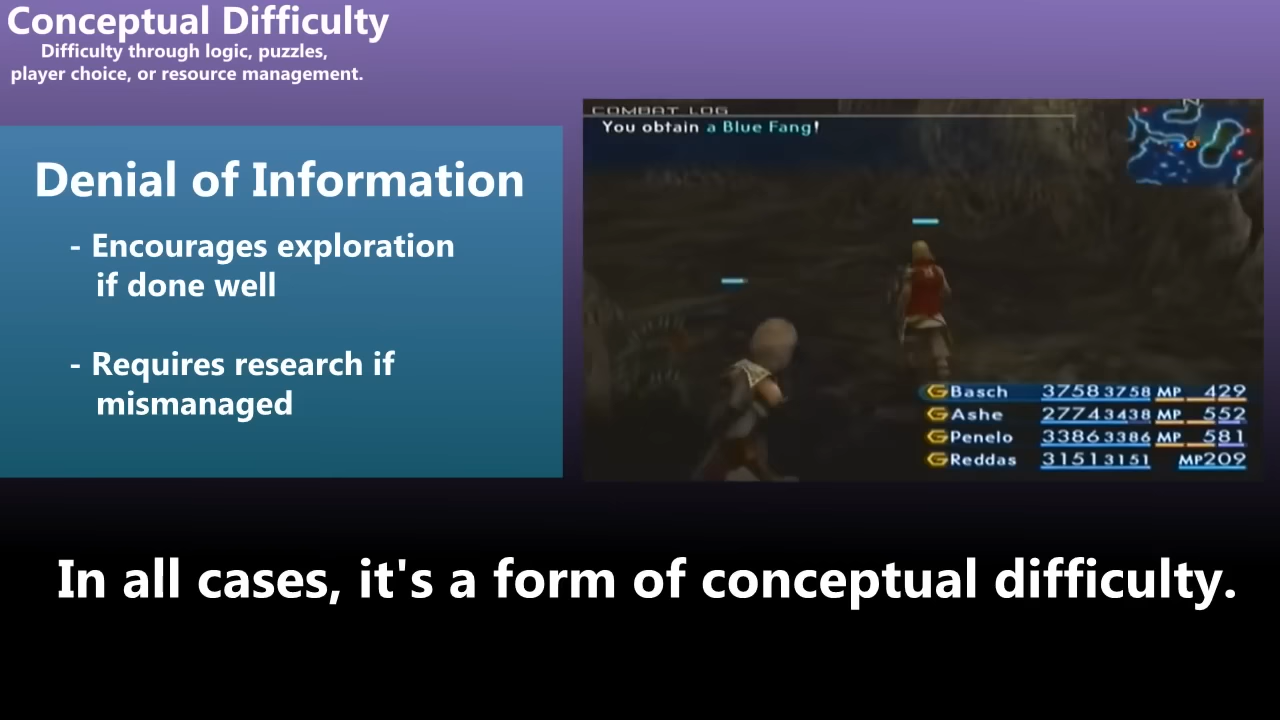 Conceptual Difficulty
Difficulty through logic, puzzles,
player choice, or resource management.
Denial of Information
- Encourages exploration
if done well
- Requires research if
mismanaged
COMBAT LOG
You obtain a Blue Fang!
N
G Basch 3758 3758 MP 429
G Ashe 2774 3438 MP 552
G Penelo 3386 3386 MP 581
G Reddas 3151 3151 MP 209
In all cases, it's a form of conceptual difficulty.